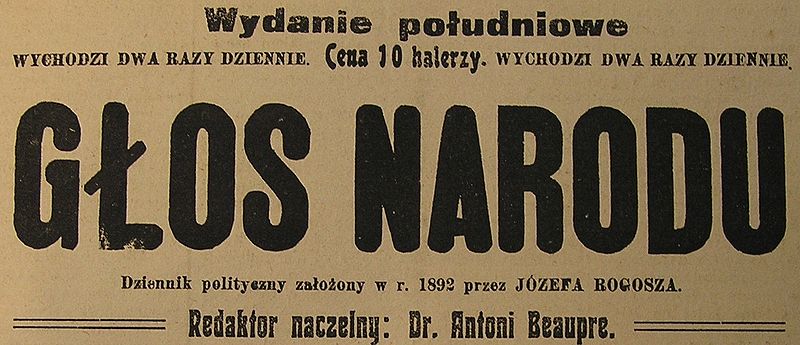 Wydanie południowe
WYCHODZI DWA RAZY DZIENNIE. Cena 10 halerzy. WYCHODZI DWA RAZY DZIENNIE.
GŁOS NARODU
Dziennik polityczny założony w r. 1892 przez JÓZEFA ROGOSZA.
Redaktor naczelny: Dr. Antoni Beaupre.